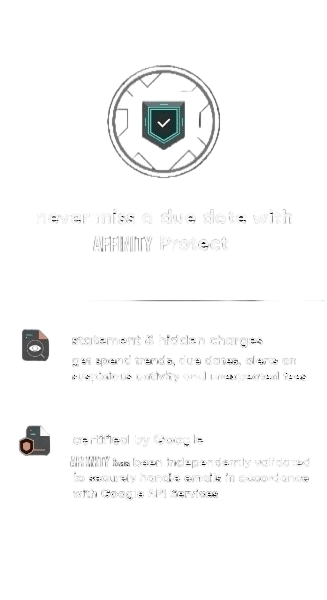 never miss a due date with
AFFINITY Protect
statement & hidden charges
get spend trends, due dates, alerts on
suspicious activity and unexpected fees
certified by Google
AFFINITY has been independently validated
to securely handle emails in accordance
with Google API Services